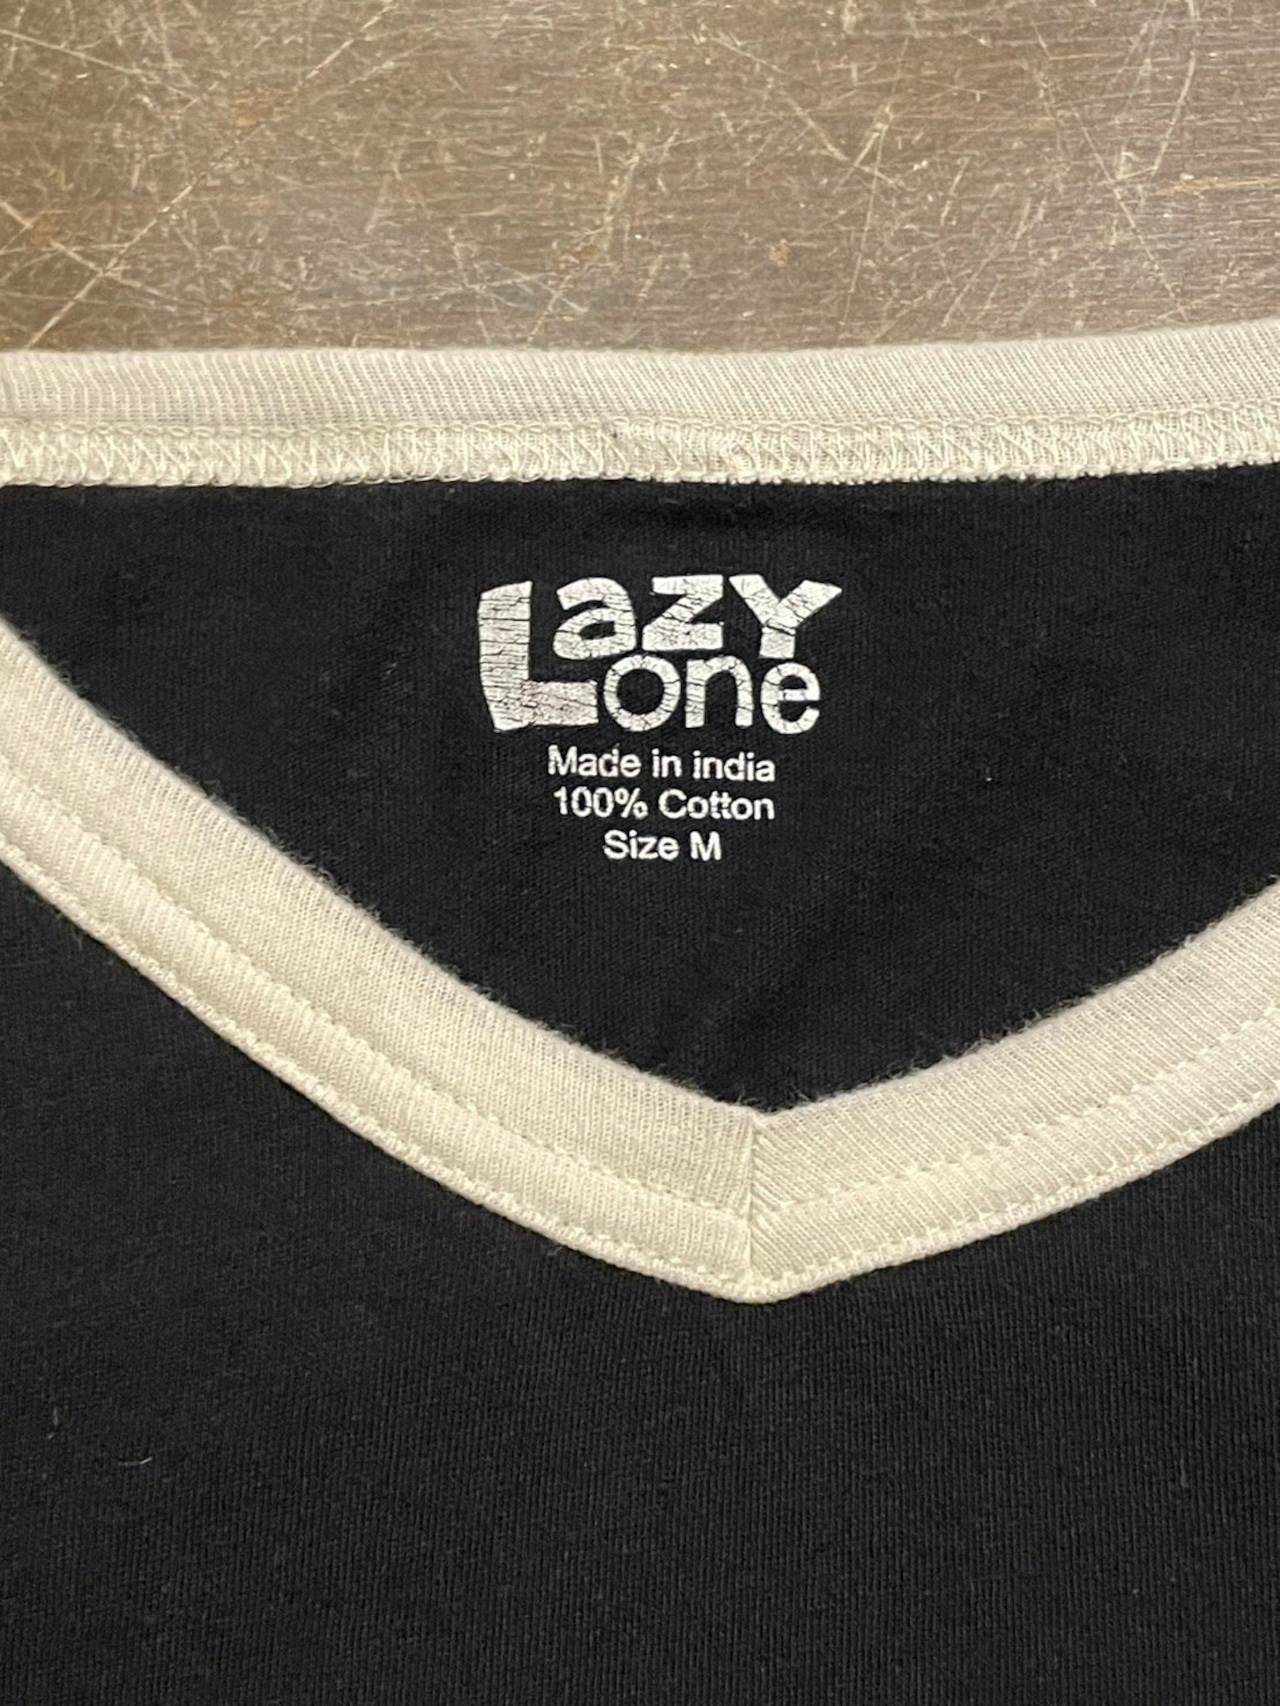 Lazy
one
Made in india
100% Cotton
Size M